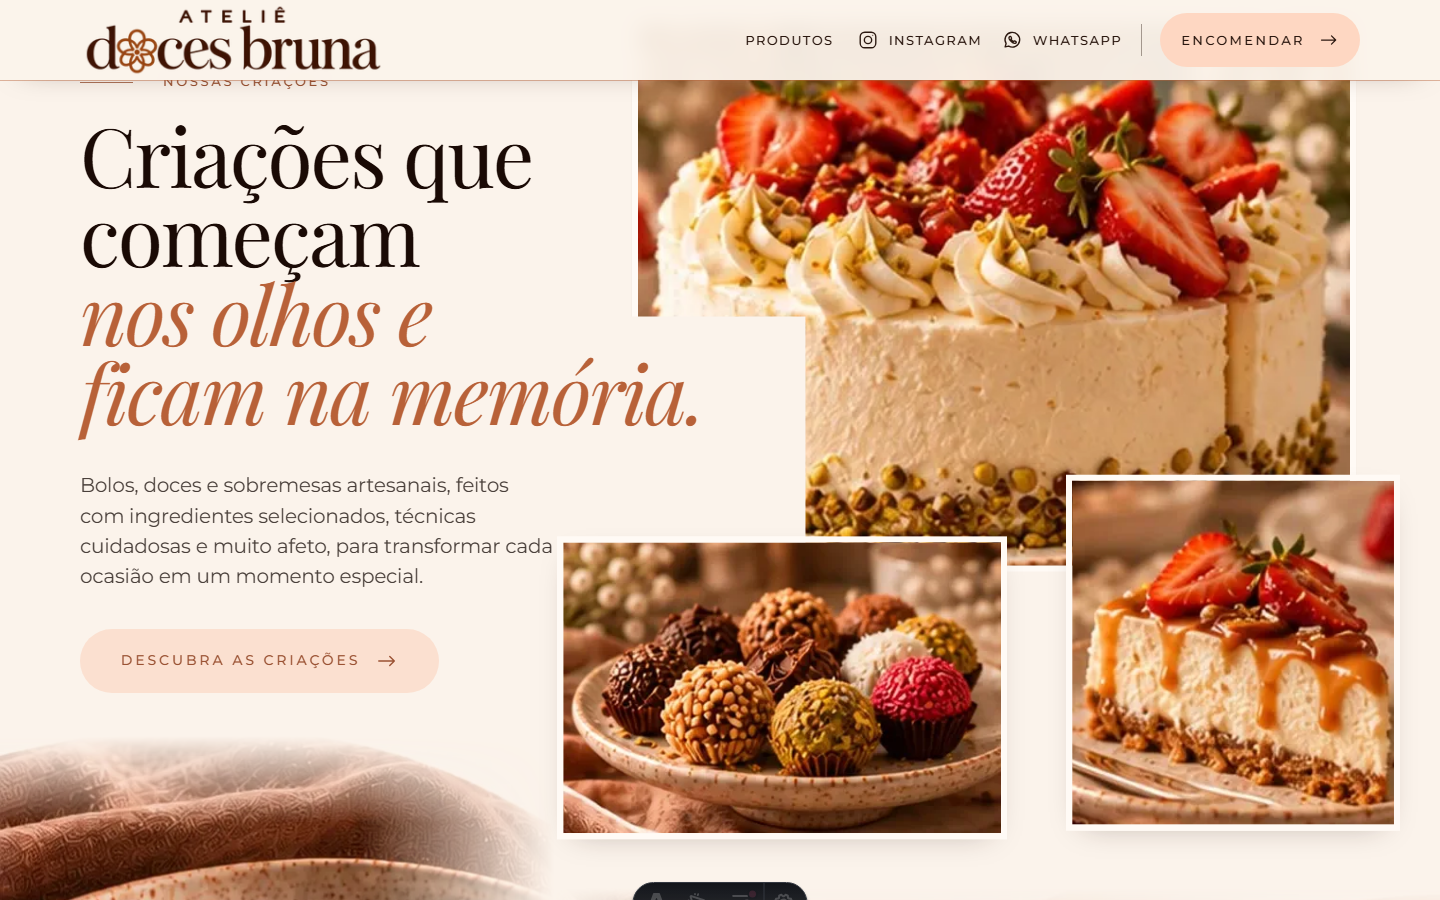 ATELIÊ
doces bruna
PRODUTOS
INSTAGRAM
WHATSAPP
ENCOMENDAR
NOSSAS CRIAÇÕES
Criações que
começam
nos olhos e
ficam na memória.
Bolos, doces e sobremesas artesanais, feitos
com ingredientes selecionados, técnicas
cuidadosas e muito afeto, para transformar cada
ocasião em um momento especial.
DESCUBRA AS CRIAÇÕES